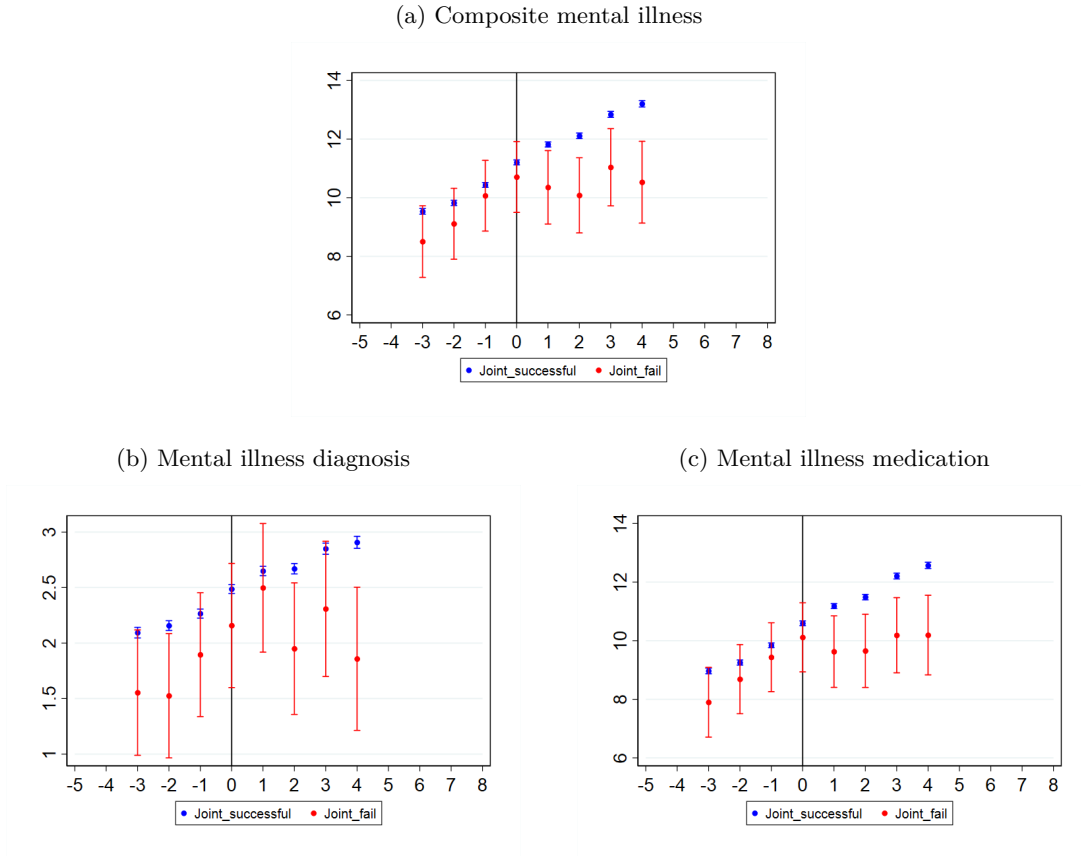 (a) Composite mental illness
14
12
10
8
6
-5 -4 -3 -2 -1 0 1 2 3 4 5 6 7 8
Joint_successful Joint_fail
(b) Mental illness diagnosis
3
2.5
2
1.5
1
-5 -4 -3 -2 -1 0 1 2 3 4 5 6 7 8
Joint_successful Joint_fail
(c) Mental illness medication
14
12
10
8
6
-5 -4 -3 -2 -1 0 1 2 3 4 5 6 7 8
Joint_successful Joint_fail